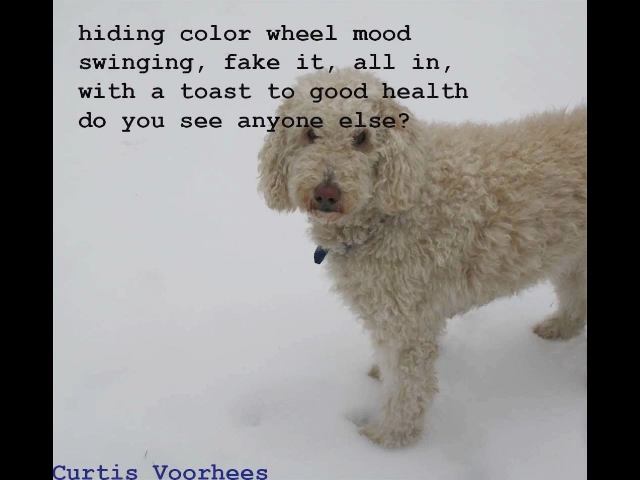 hiding color wheel mood
swinging, fake it, all in,
with a toast to good health
do you see anyone else?
Curtis Voorhees